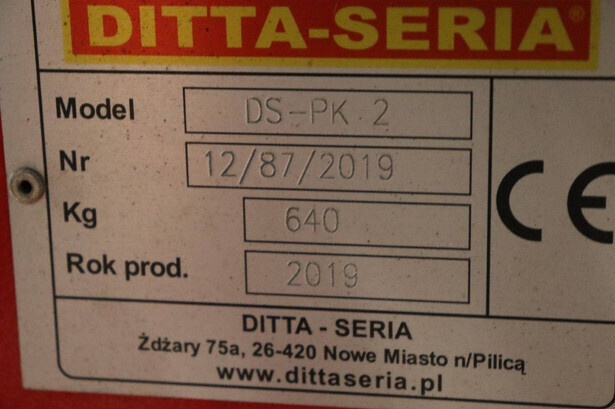 DITTA-SERIA®
Model DS-PK 2
Nr 12/87/2019
Kg 640
Rok prod. 2019
CE
DITTA - SERIA
Żdżary 75a, 26-420 Nowe Miasto n/Pilicą
www.dittaseria.pl